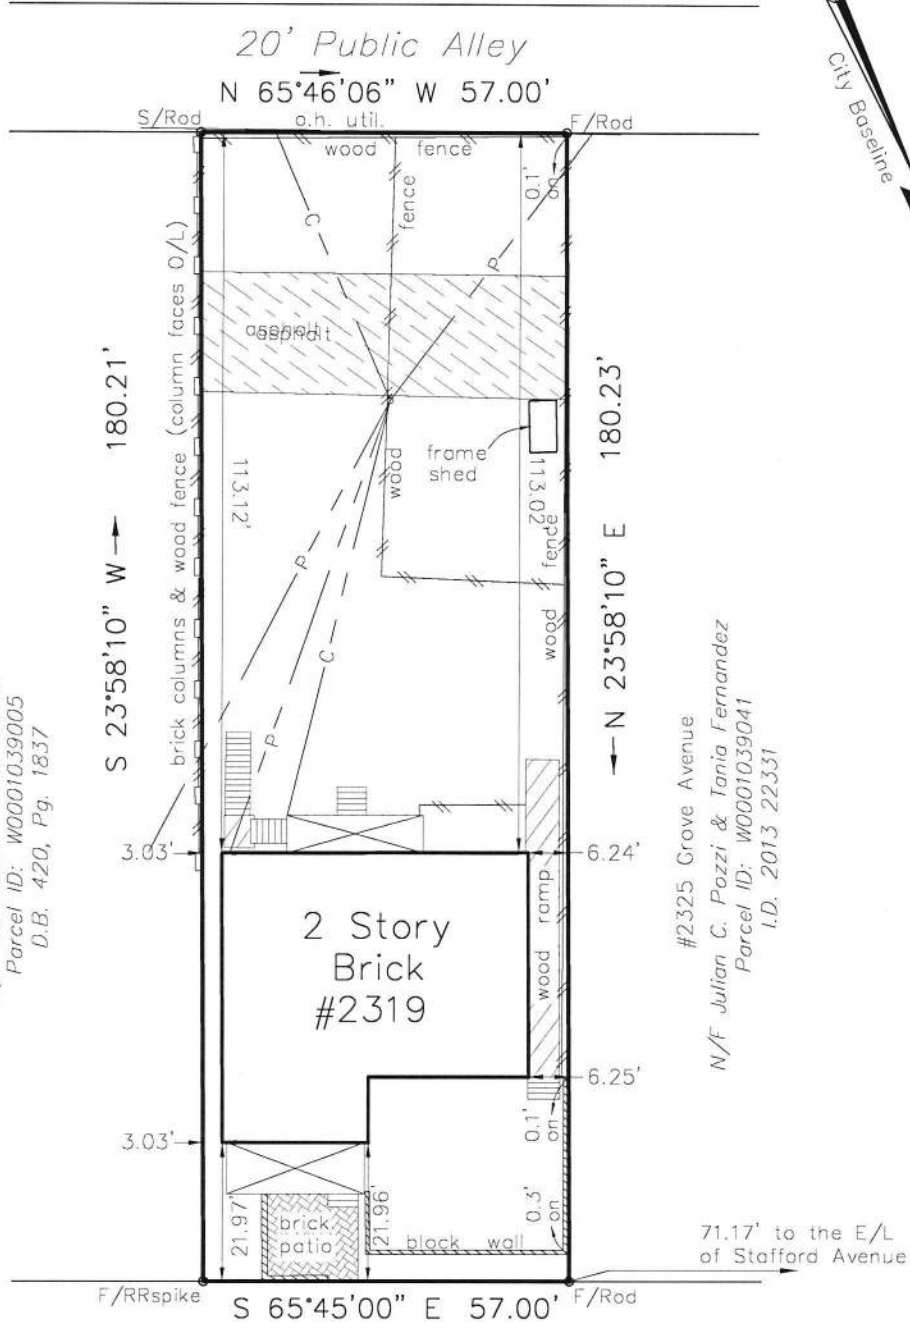 20' Public Alley
N 65°46'06" W 57.00'
City Baseline
S/Rod
o.h. util.
F/Rod
wood fence
fence
0.1'
on
C
P
brick columns & wood fence (column faces O/L)
asphalt
asphalt
S 23°58'10" W 180.21'
N 23°58'10" E 180.23'
113.12'
wood
frame
shed
113.02'
wood fence
P
C
P
Parcel ID: W0001039005
D.B. 420, Pg. 1837
#2325 Grove Avenue
N/F Julian C. Pozzi & Tania Fernandez
Parcel ID: W0001039041
I.D. 2013 22331
3.03'
6.24'
2 Story
Brick
#2319
wood ramp
6.25'
3.03'
0.1'
on
0.3'
on
21.97'
brick
patio
21.96'
block wall
71.17' to the E/L
of Stafford Avenue
F/RRspike
S 65°45'00" E 57.00'
F/Rod